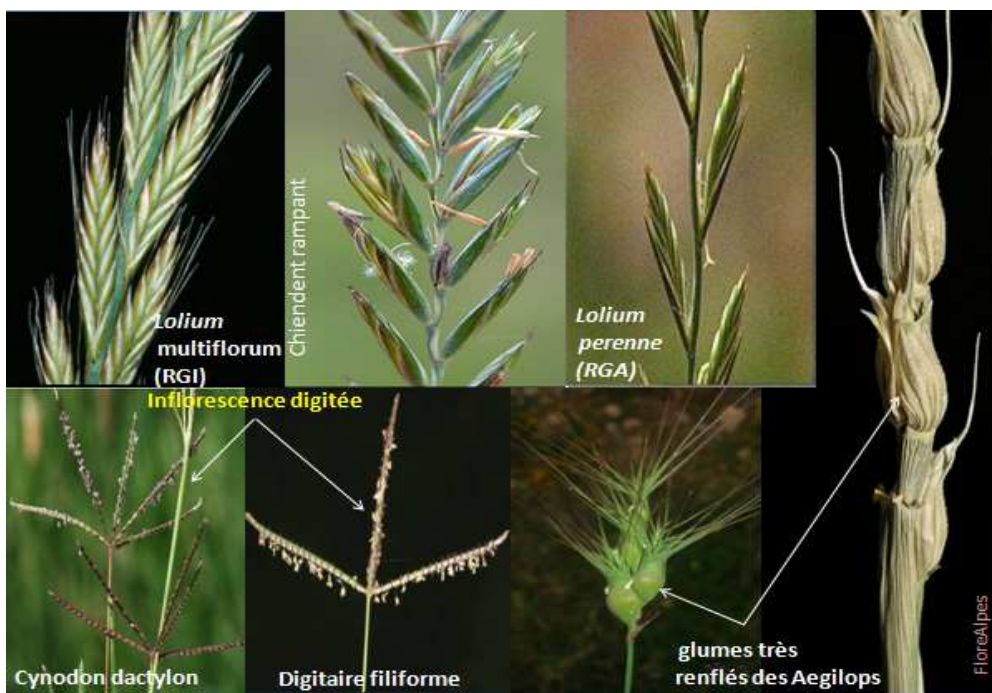 Lolium
multiflorum
(RGI)
Chiendent rampant
Lolium
perenne
(RGA)
Inflorescence digitée
Cynodon dactylon
Digitaire filiforme
glumes très
renflés des Aegilops
FloreAlpes